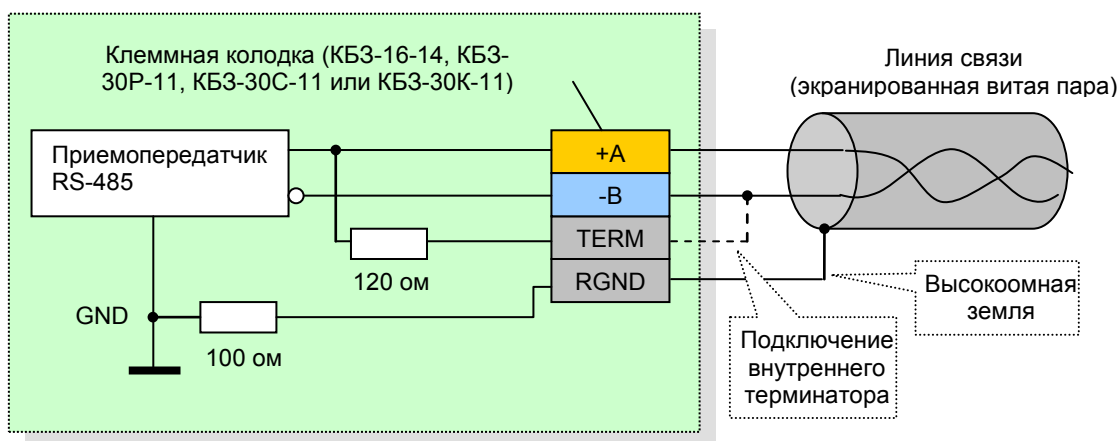 Клеммная колодка (КБЗ-16-14, КБЗ-
30Р-11, КБЗ-30С-11 или КБЗ-30К-11)
Линия связи
(экранированная витая пара)
Приемопередатчик
RS-485
+A
-B
TERM
RGND
120 ом
GND
100 ом
Высокоомная
земля
Подключение
внутреннего
терминатора